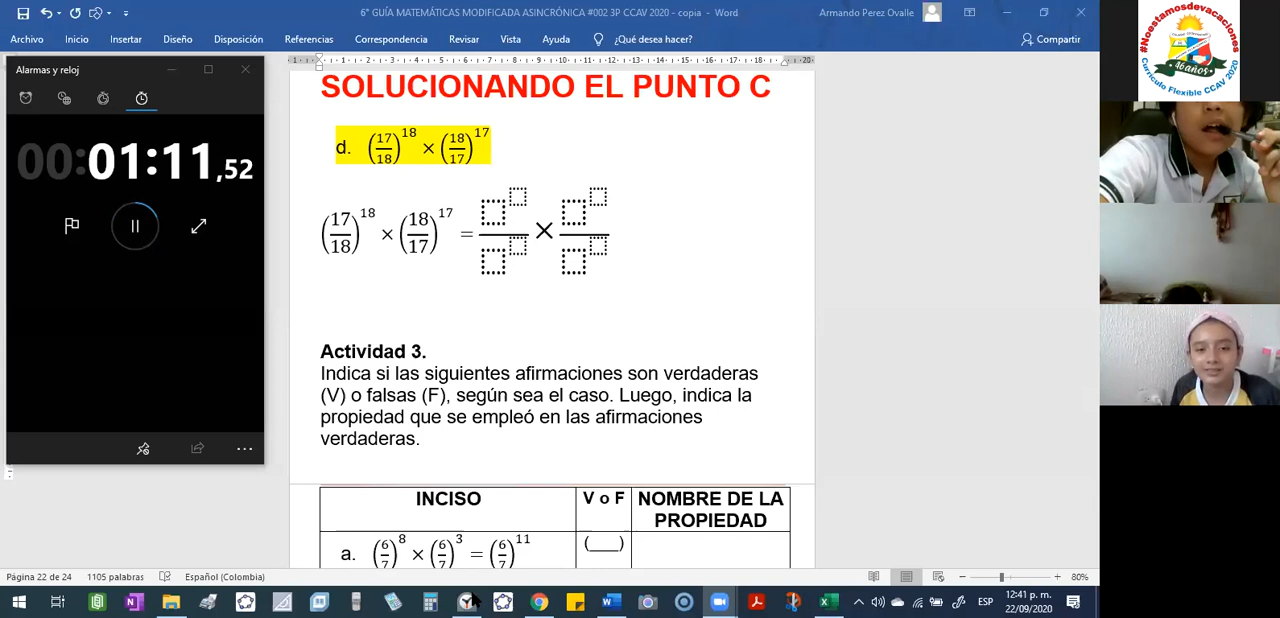 6° GUÍA MATEMÁTICAS MODIFICADA ASINCRÓNICA #002 3P CCAV 2020 - copia - Word
Armando Perez Ovalle
Archivo Inicio Insertar Diseño Disposición Referencias Correspondencia Revisar Vista Ayuda ¿Qué desea hacer? Compartir
Alarmas y reloj
00:01:11,52
SOLUCIONANDO EL PUNTO C
d. (17/18)^18 × (18/17)^17
(17/18)^18 × (18/17)^17 = ×
Actividad 3.
Indica si las siguientes afirmaciones son verdaderas
(V) o falsas (F), según sea el caso. Luego, indica la
propiedad que se empleó en las afirmaciones
verdaderas.
INCISO V o F NOMBRE DE LA
PROPIEDAD
a. (6/7)^8 × (6/7)^3 = (6/7)^11 (___)
Página 22 de 24 1105 palabras Español (Colombia) 80%
ESP 12:41 p. m.
22/09/2020
#Noestamosdevacaciones
46 años
Currículo Flexible CCAV 2020